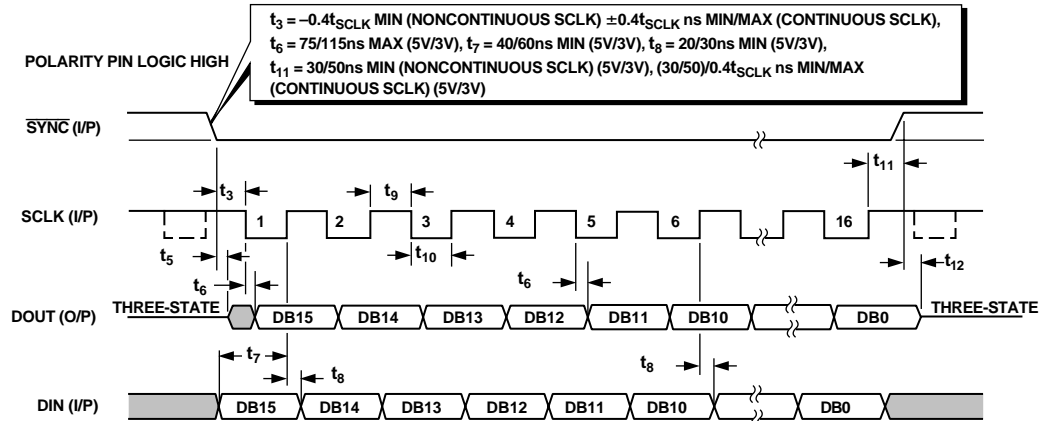 t3 = –0.4tSCLK MIN (NONCONTINUOUS SCLK) ±0.4tSCLK ns MIN/MAX (CONTINUOUS SCLK),
t6 = 75/115ns MAX (5V/3V), t7 = 40/60ns MIN (5V/3V), t8 = 20/30ns MIN (5V/3V),
t11 = 30/50ns MIN (NONCONTINUOUS SCLK) (5V/3V), (30/50)/0.4tSCLK ns MIN/MAX
(CONTINUOUS SCLK) (5V/3V)
POLARITY PIN LOGIC HIGH
SYNC (I/P)
t11
t3 t9
SCLK (I/P) 1 2 3 4 5 6 16
t10
t5 t6 t6 t12
THREE-STATE THREE-STATE
DOUT (O/P) DB15 DB14 DB13 DB12 DB11 DB10 DB0
t7 t8 t8
DIN (I/P) DB15 DB14 DB13 DB12 DB11 DB10 DB0